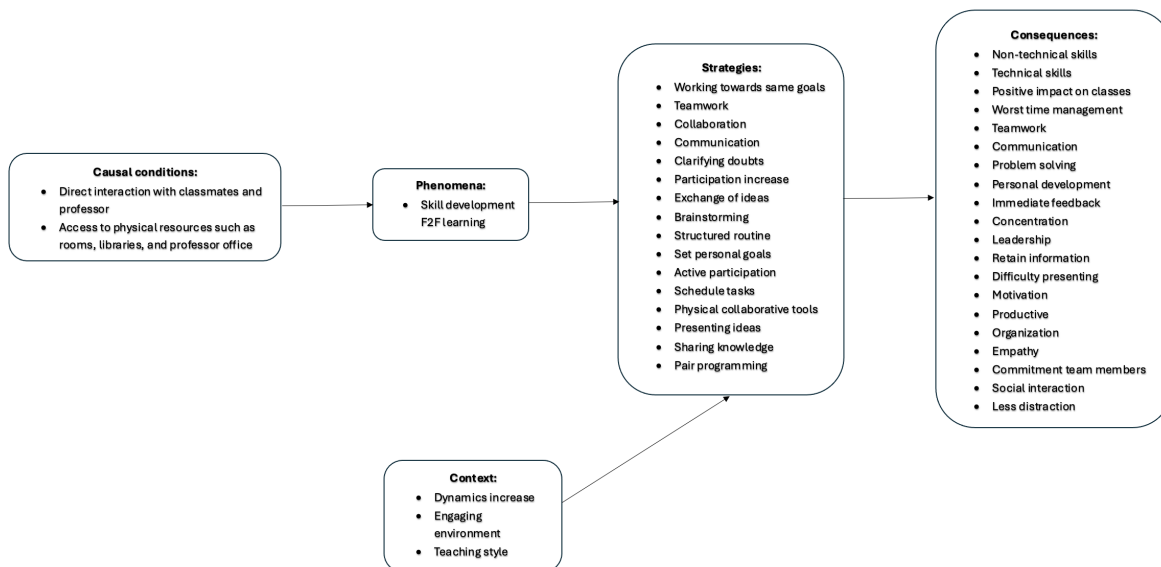 Causal conditions:
• Direct interaction with classmates and
professor
• Access to physical resources such as
rooms, libraries, and professor office
Phenomena:
• Skill development
F2F learning
Strategies:
• Working towards same goals
• Teamwork
• Collaboration
• Communication
• Clarifying doubts
• Participation increase
• Exchange of ideas
• Brainstorming
• Structured routine
• Set personal goals
• Active participation
• Schedule tasks
• Physical collaborative tools
• Presenting ideas
• Sharing knowledge
• Pair programming
Consequences:
• Non-technical skills
• Technical skills
• Positive impact on classes
• Worst time management
• Teamwork
• Communication
• Problem solving
• Personal development
• Immediate feedback
• Concentration
• Leadership
• Retain information
• Difficulty presenting
• Motivation
• Productive
• Organization
• Empathy
• Commitment team members
• Social interaction
• Less distraction
Context:
• Dynamics increase
• Engaging
environment
• Teaching style